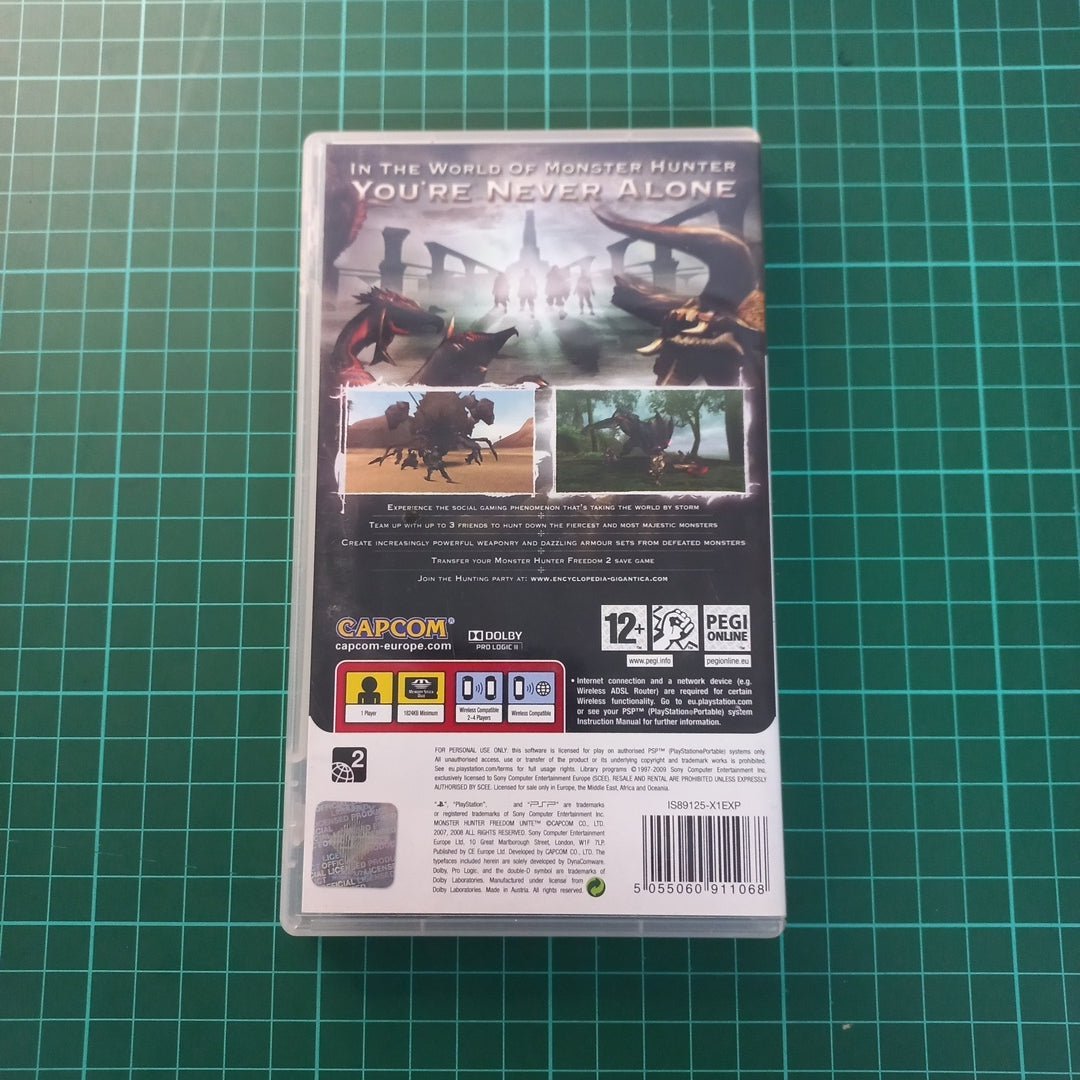 IN THE WORLD OF MONSTER HUNTER
YOU'RE NEVER ALONE
EXPERIENCE THE SOCIAL GAMING PHENOMENON THAT'S TAKING THE WORLD BY STORM
TEAM UP WITH UP TO 3 FRIENDS TO HUNT DOWN THE FIERCEST AND MOST MAJESTIC MONSTERS
CREATE INCREASINGLY POWERFUL WEAPONRY AND DAZZLING ARMOUR SETS FROM DEFEATED MONSTERS
TRANSFER YOUR MONSTER HUNTER FREEDOM 2 SAVE GAME
JOIN THE HUNTING PARTY AT: WWW.ENCYCLOPEDIA-GIGANTICA.COM
CAPCOM®
capcom-europe.com
DOLBY
PRO LOGIC II
12+
www.pegi.info
PEGI
ONLINE
pegionline.eu
1 Player
MEMORY STICK
DUO
1024KB Minimum
Wireless Compatible
2-4 Players
Wireless Compatible
• Internet connection and a network device (e.g.
Wireless ADSL Router) are required for certain
Wireless functionality. Go to eu.playstation.com
or see your PSP™ (PlayStation®Portable) system
Instruction Manual for further information.
2
FOR PERSONAL USE ONLY: this software is licensed for play on authorised PSP™ (PlayStation®Portable) systems only.
All unauthorised access, use or transfer of the product or its underlying copyright and trademark works is prohibited.
See eu.playstation.com/terms for full usage rights. Library programs ©1997-2009 Sony Computer Entertainment Inc.
exclusively licensed to Sony Computer Entertainment Europe (SCEE). RESALE AND RENTAL ARE PROHIBITED UNLESS EXPRESSLY
AUTHORISED BY SCEE. Licensed for sale only in Europe, the Middle East, Africa and Oceania.
"PlayStation", and "PSP" are trademarks
or registered trademarks of Sony Computer Entertainment Inc.
MONSTER HUNTER FREEDOM UNITE™ ©CAPCOM CO., LTD.
2007, 2008 ALL RIGHTS RESERVED. Sony Computer Entertainment
Europe Ltd, 10 Great Marlborough Street, London, W1F 7LP.
Published by CE Europe Ltd. Developed by CAPCOM CO., LTD. The
typefaces included herein are solely developed by DynaComware.
Dolby, Pro Logic, and the double-D symbol are trademark of
Dolby Laboratories. Manufactured under license from
Dolby Laboratories. Made in Austria. All rights reserved.
IS89125-X1EXP
5 055060 911068
OFFICIAL LICENSED PRODUCT